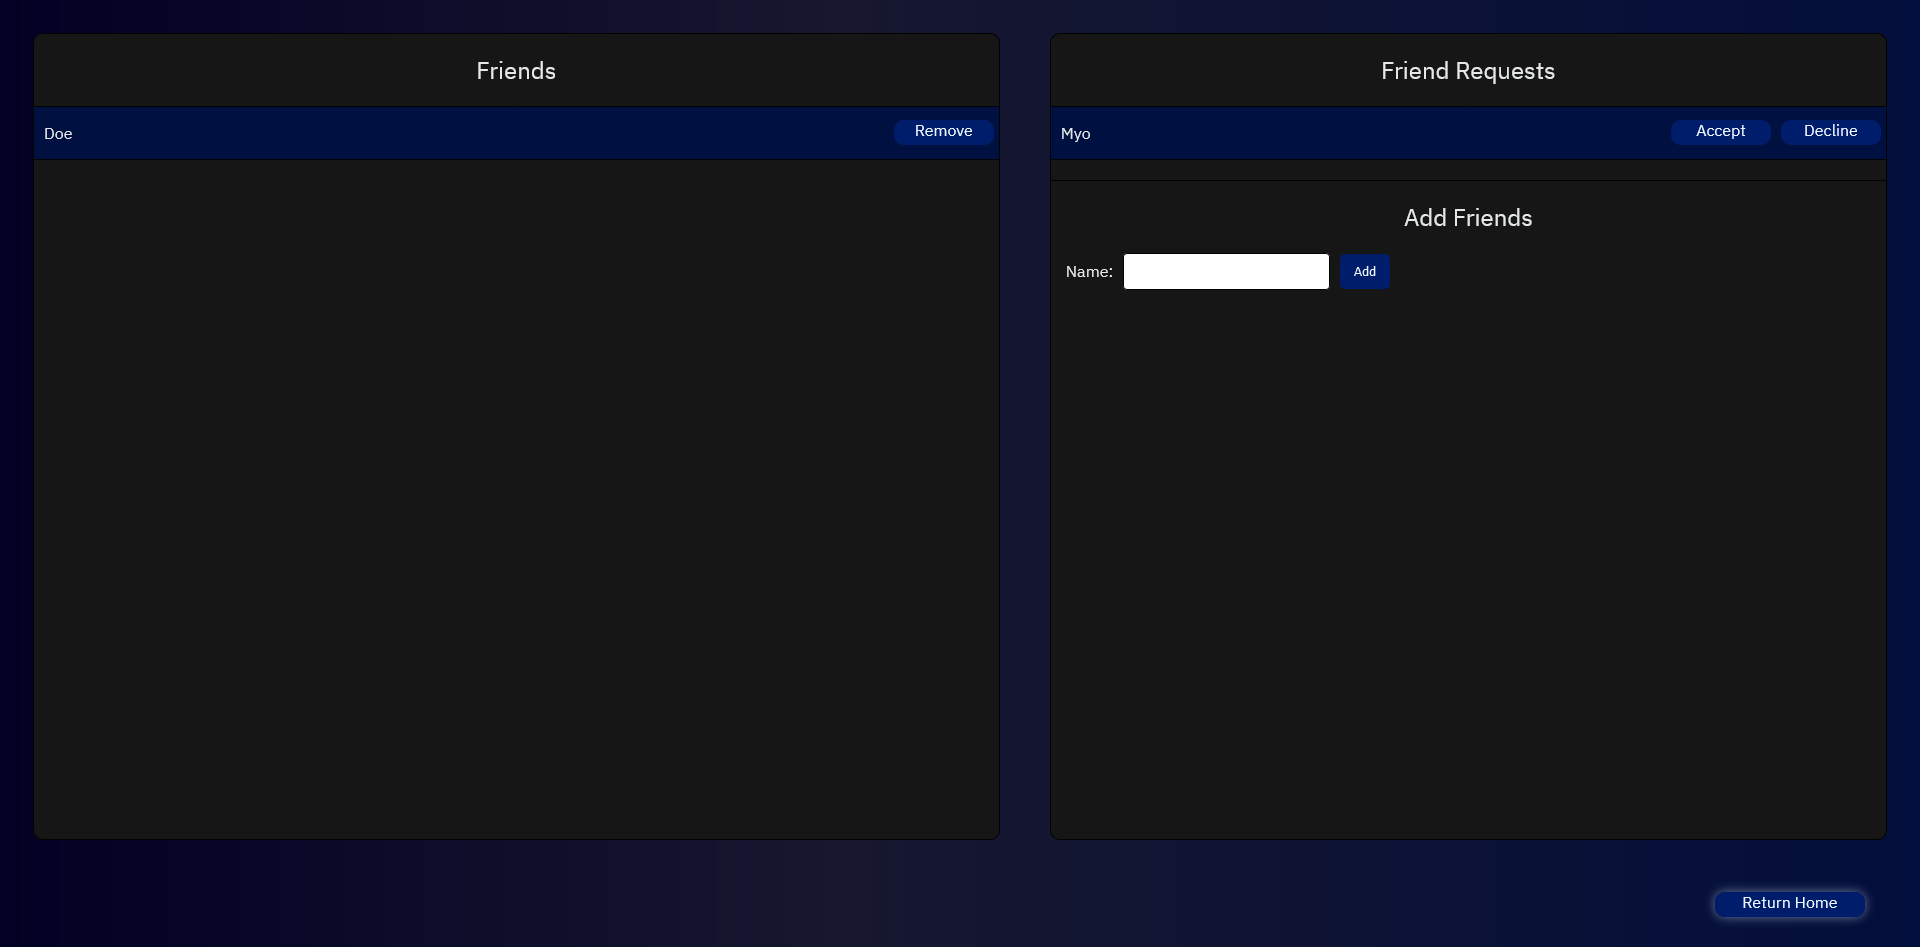 Friends
Doe
Remove
Friend Requests
Myo
Accept
Decline
Add Friends
Name:
Add
Return Home